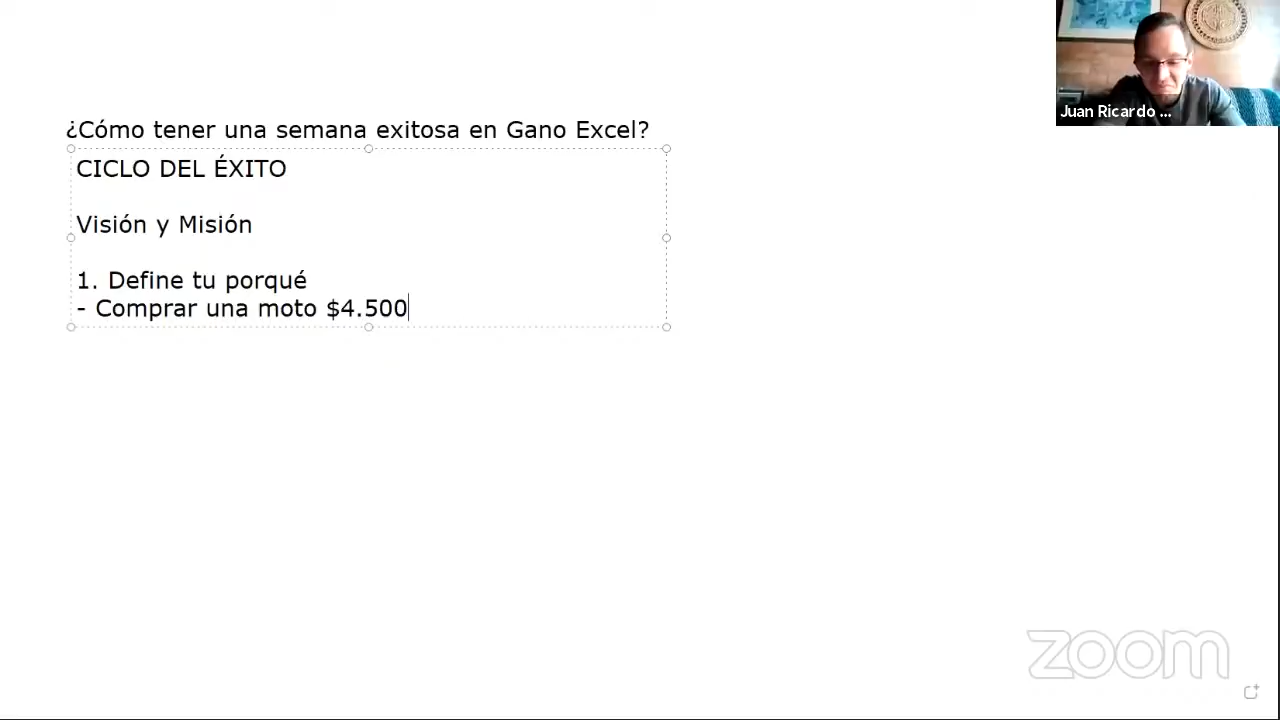 Juan Ricardo ...
¿Cómo tener una semana exitosa en Gano Excel?
CICLO DEL ÉXITO
Visión y Misión
1. Define tu porqué
- Comprar una moto $4.500
zoom